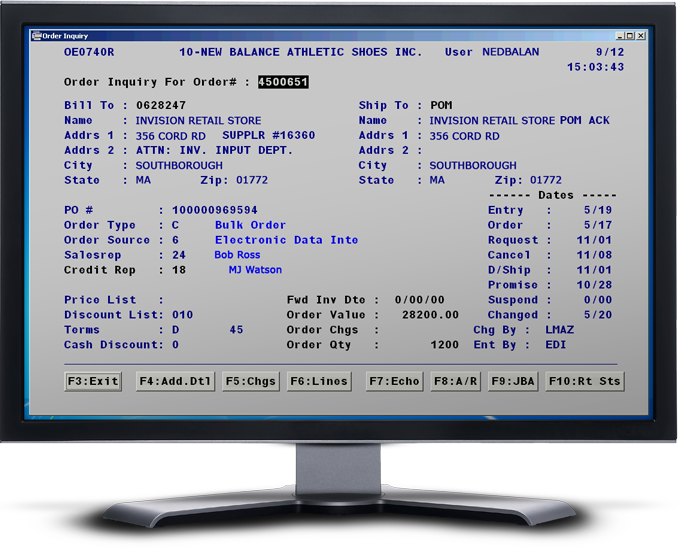 Order Inquiry
OE0740R 10-NEW BALANCE ATHLETIC SHOES INC. User NEDBALAN 9/12
15:03:43
Order Inquiry For Order# : 4500651
Bill To : 0628247 Ship To : POM
Name : INVISION RETAIL STORE Name : INVISION RETAIL STORE POM ACK
Addrs 1 : 356 CORD RD SUPPLR #16360 Addrs 1 : 356 CORD RD
Addrs 2 : ATTN: INV. INPUT DEPT. Addrs 2 :
City : SOUTHBOROUGH City : SOUTHBOROUGH
State : MA Zip: 01772 State : MA Zip: 01772
------ Dates -----
PO # : 100000969594 Entry : 5/19
Order Type : C Bulk Order Order : 5/17
Order Source : 6 Electronic Data Inte Request : 11/01
Salesrep : 24 Bob Ross Cancel : 11/08
Credit Rep : 18 MJ Watson D/Ship : 11/01
Promise : 10/28
Price List : Fwd Inv Dte : 0/00/00 Suspend : 0/00
Discount List: 010 Order Value : 28200.00 Changed : 5/20
Terms : D 45 Order Chgs : Chg By : LMAZ
Cash Discount: 0 Order Qty : 1200 Ent By : EDI
F3:Exit F4:Add.Dtl F5:Chgs F6:Lines F7:Echo F8:A/R F9:JBA F10:Rt Sts